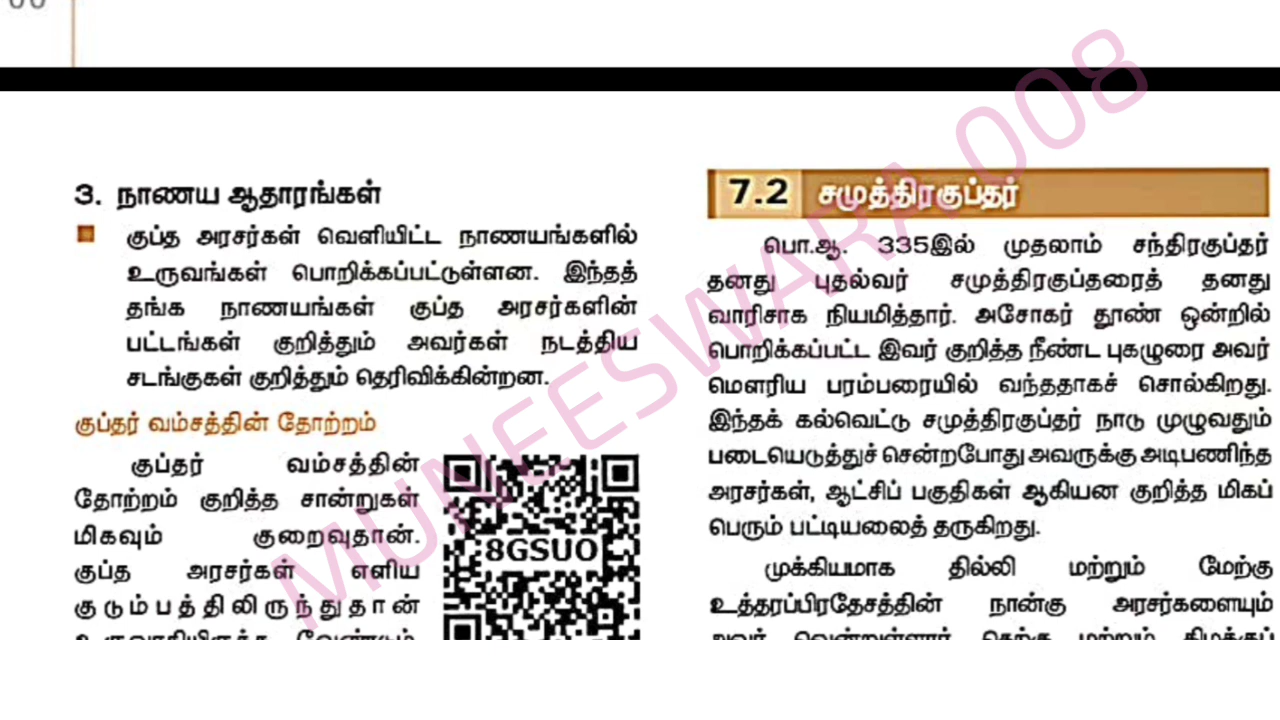 3. நாணய ஆதாரங்கள்
குப்த அரசர்கள் வெளியிட்ட நாணயங்களில்
உருவங்கள் பொறிக்கப்பட்டுள்ளன. இந்தத்
தங்க நாணயங்கள் குப்த அரசர்களின்
பட்டங்கள் குறித்தும் அவர்கள் நடத்திய
சடங்குகள் குறித்தும் தெரிவிக்கின்றன.
குப்தர் வம்சத்தின் தோற்றம்
குப்தர் வம்சத்தின்
தோற்றம் குறித்த சான்றுகள்
மிகவும் குறைவுதான்.
குப்த அரசர்கள் எளிய
குடும்பத்திலிருந்துதான்
8GSUO
7.2 சமுத்திரகுப்தர்
பொ.ஆ. 335இல் முதலாம் சந்திரகுப்தர்
தனது புதல்வர் சமுத்திரகுப்தரைத் தனது
வாரிசாக நியமித்தார். அசோகர் தூண் ஒன்றில்
பொறிக்கப்பட்ட இவர் குறித்த நீண்ட புகழுரை அவர்
மௌரிய பரம்பரையில் வந்ததாகச் சொல்கிறது.
இந்தக் கல்வெட்டு சமுத்திரகுப்தர் நாடு முழுவதும்
படையெடுத்துச் சென்றபோது அவருக்கு அடிபணிந்த
அரசர்கள், ஆட்சிப் பகுதிகள் ஆகியன குறித்த மிகப்
பெரும் பட்டியலைத் தருகிறது.
முக்கியமாக தில்லி மற்றும் மேற்கு
உத்தரப்பிரதேசத்தின் நான்கு அரசர்களையும்
MUNEESWARA 008